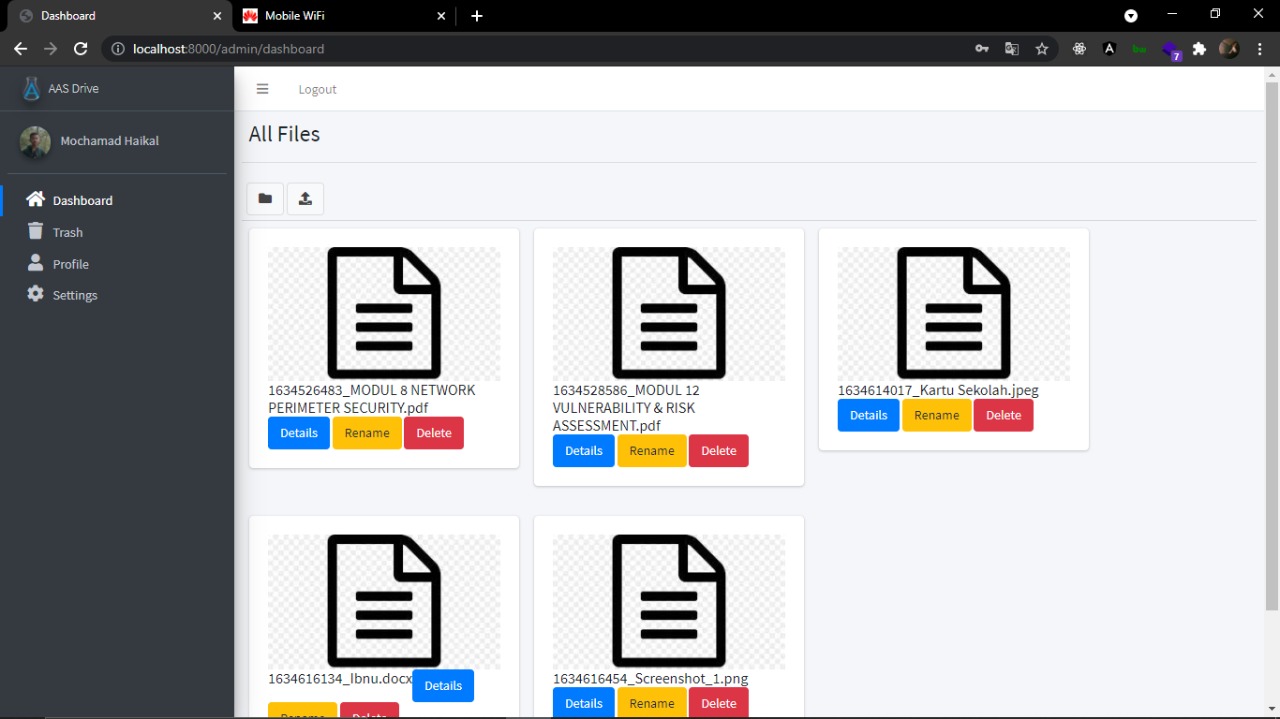 Dashboard
Mobile WiFi
localhost:8000/admin/dashboard
7
AAS Drive
Logout
Mochamad Haikal
All Files
Dashboard
Trash
Profile
Settings
1634526483_MODUL 8 NETWORK
PERIMETER SECURITY.pdf
Details Rename Delete
1634528586_MODUL 12
VULNERABILITY & RISK
ASSESSMENT.pdf
Details Rename Delete
1634614017_Kartu Sekolah.jpeg
Details Rename Delete
1634616134_Ibnu.docx Details
Rename Delete
1634616454_Screenshot_1.png
Details Rename Delete